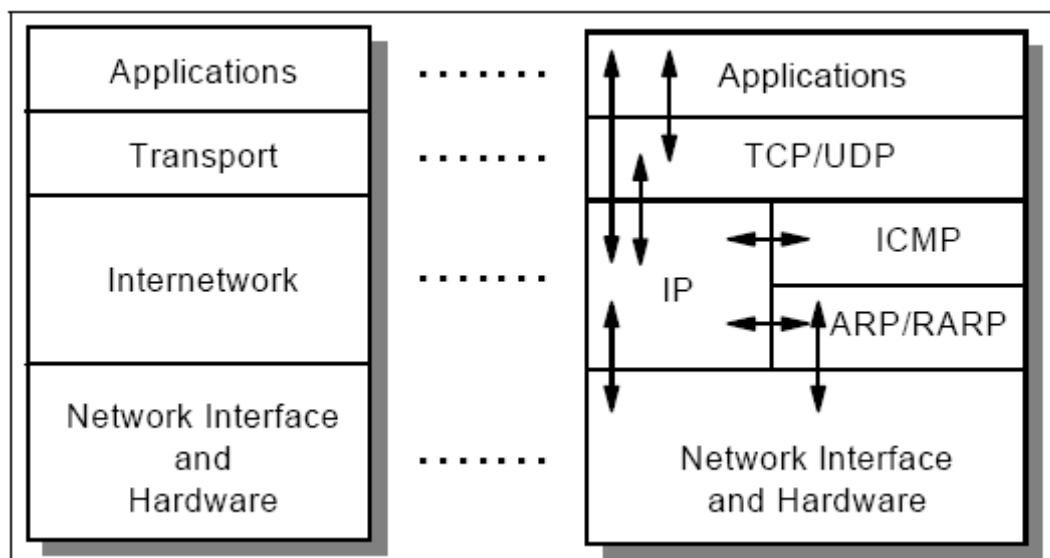 Applications
Transport
Internetwork
Network Interface
and
Hardware
Applications
TCP/UDP
ICMP
IP
ARP/RARP
Network Interface
and Hardware